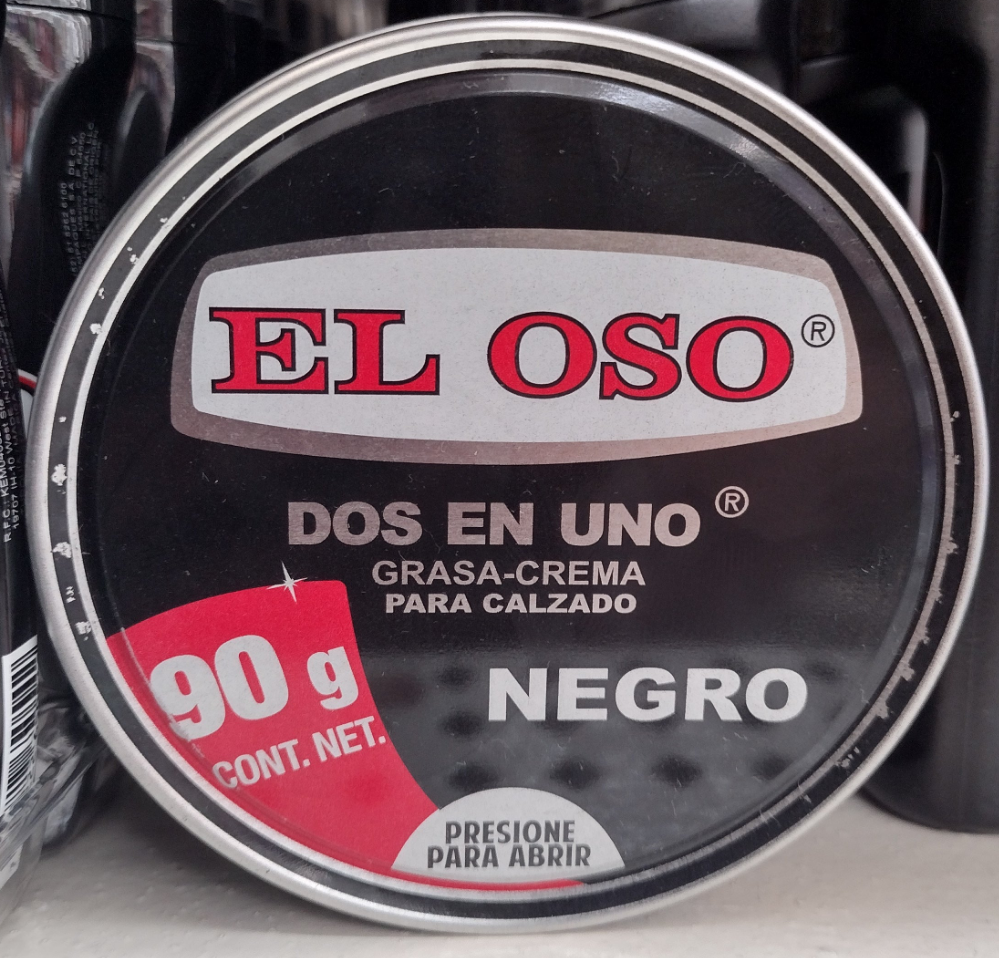 EL OSO®
DOS EN UNO®
GRASA-CREMA
PARA CALZADO
NEGRO
90 g
CONT. NET.
PRESIONE
PARA ABRIR